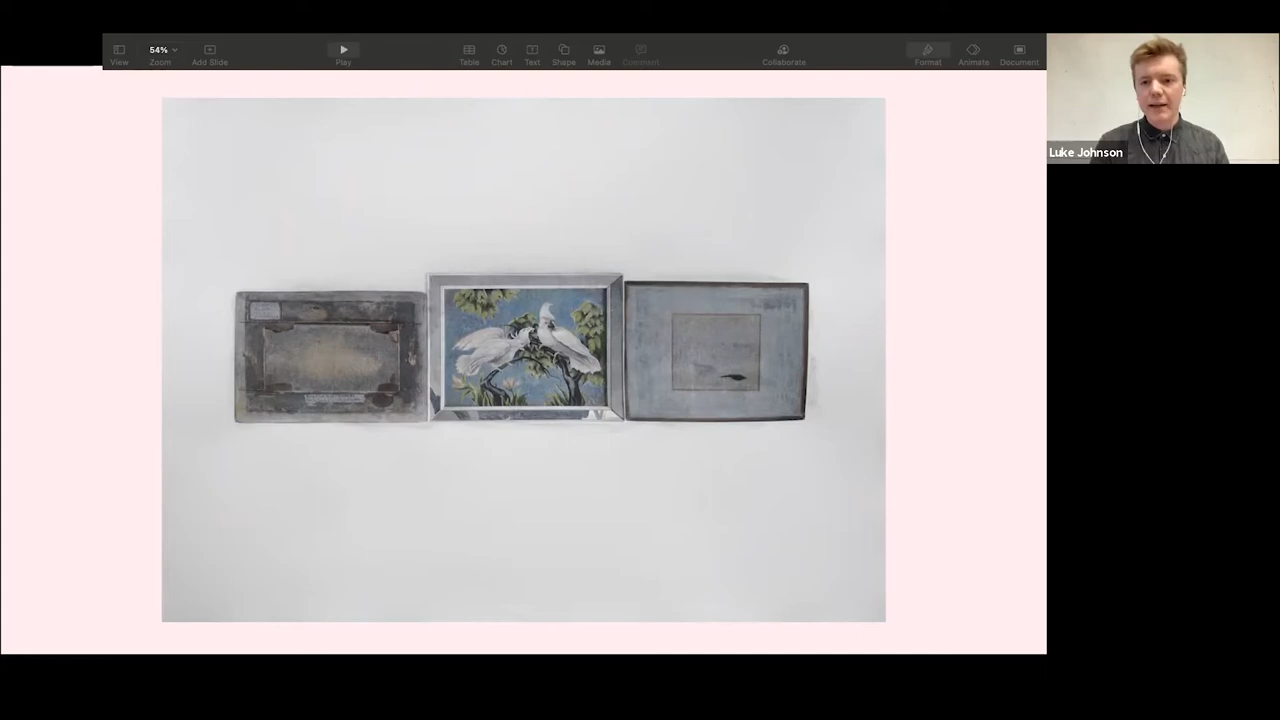 54%
View
Zoom
Add Slide
Play
Table
Chart
Text
Shape
Media
Comment
Collaborate
Format
Animate
Document
Luke Johnson